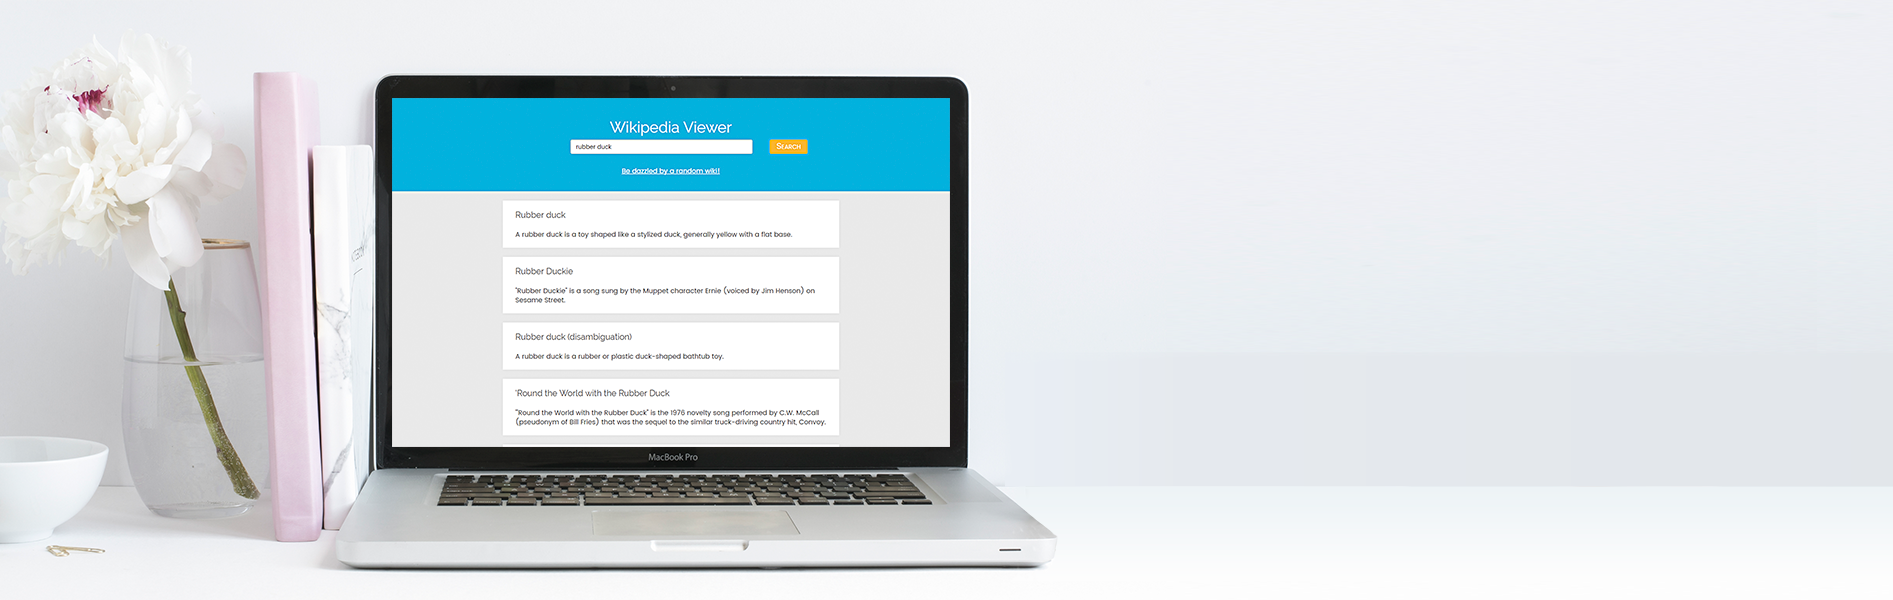 Wikipedia Viewer
rubber duck
SEARCH
Be dazzled by a random wiki!
Rubber duck
A rubber duck is a toy shaped like a stylized duck, generally yellow with a flat base.
Rubber Duckie
"Rubber Duckie" is a song sung by the Muppet character Ernie (voiced by Jim Henson) on
Sesame Street.
Rubber duck (disambiguation)
A rubber duck is a rubber or plastic duck-shaped bathtub toy.
'Round the World with the Rubber Duck
"'Round the World with the Rubber Duck" is the 1976 novelty song performed by C.W. McCall
(pseudonym of Bill Fries) that was the sequel to the similar truck-driving country hit, Convoy.
MacBook Pro